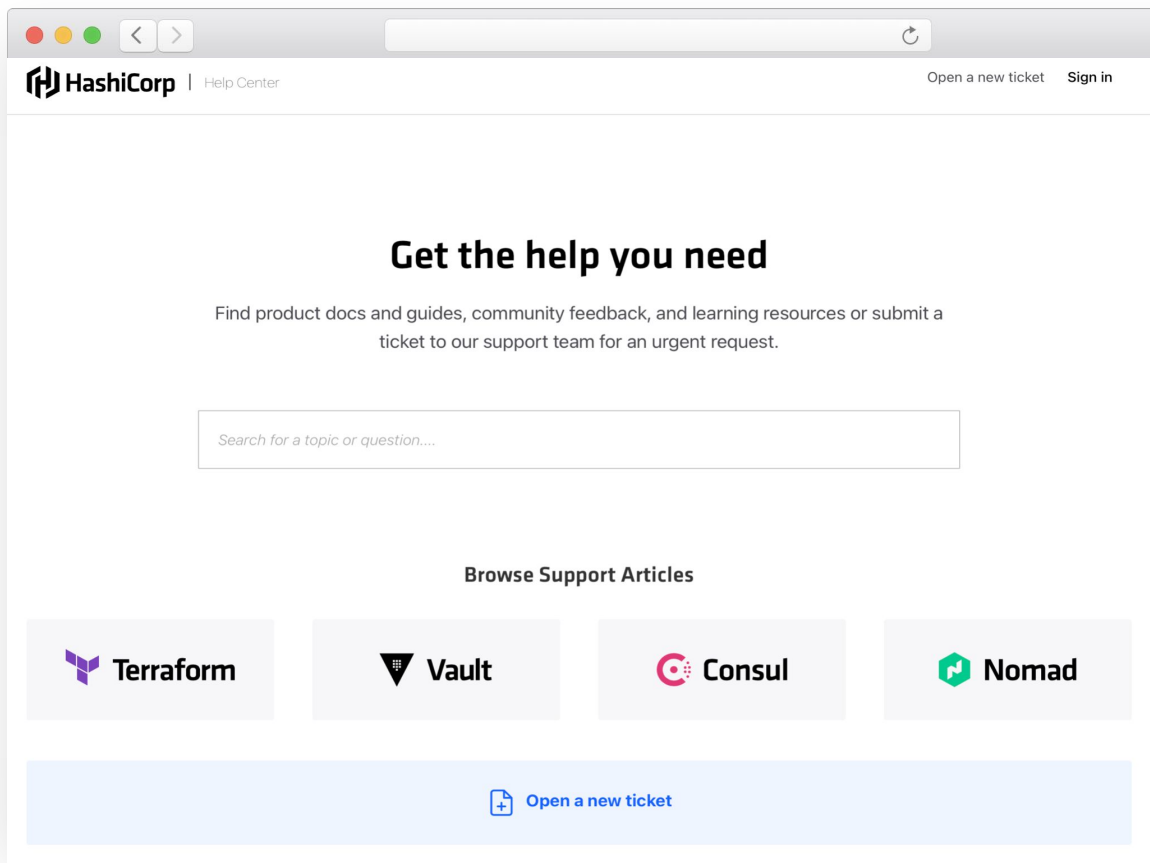 HashiCorp | Help Center
Open a new ticket Sign in
Get the help you need
Find product docs and guides, community feedback, and learning resources or submit a
ticket to our support team for an urgent request.
Search for a topic or question....
Browse Support Articles
Terraform
Vault
Consul
Nomad
Open a new ticket